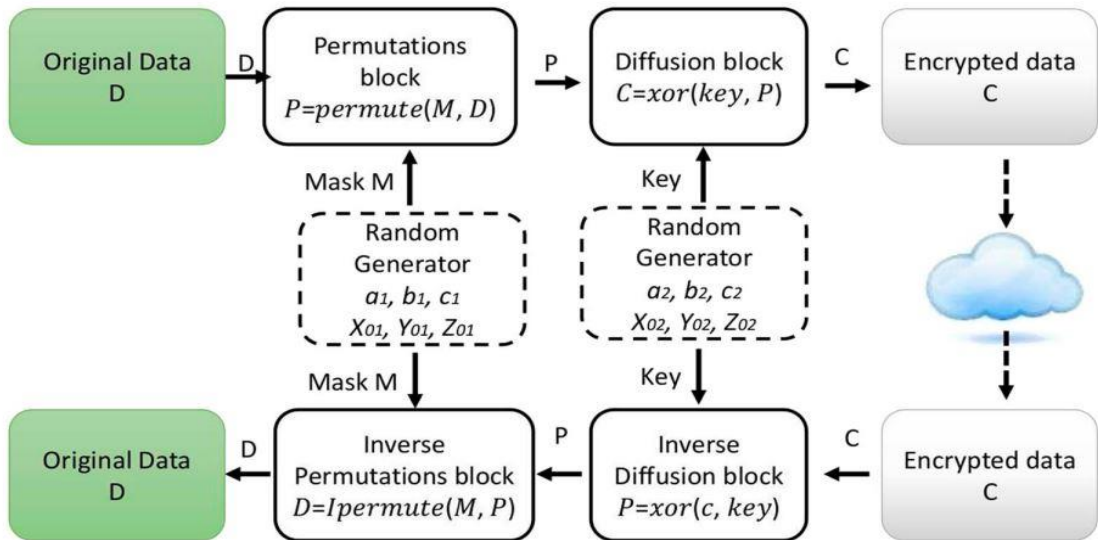 Original Data
D
D
Permutations
block
P=permute(M, D)
P
Diffusion block
C=xor(key, P)
C
Encrypted data
C
Mask M
Key
Random
Generator
a1, b1, c1
X01, Y01, Z01
Random
Generator
a2, b2, c2
X02, Y02, Z02
Mask M
Key
Original Data
D
D
Inverse
Permutations block
D=Ipermute(M, P)
P
Inverse
Diffusion block
P=xor(c, key)
C
Encrypted data
C